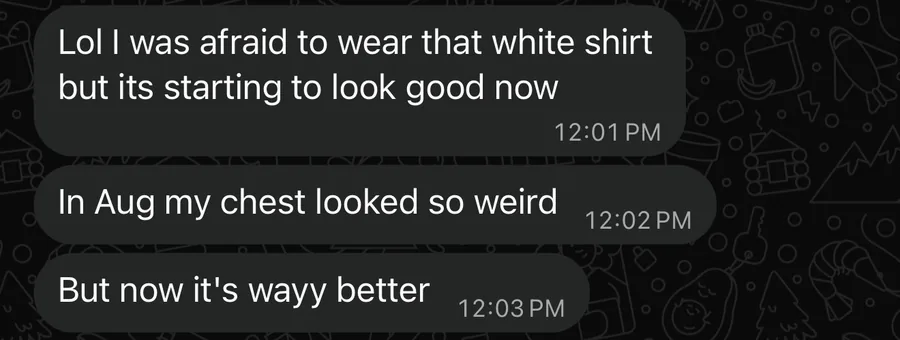 Lol I was afraid to wear that white shirt
but its starting to look good now
12:01 PM
In Aug my chest looked so weird
12:02 PM
But now it's wayy better
12:03 PM